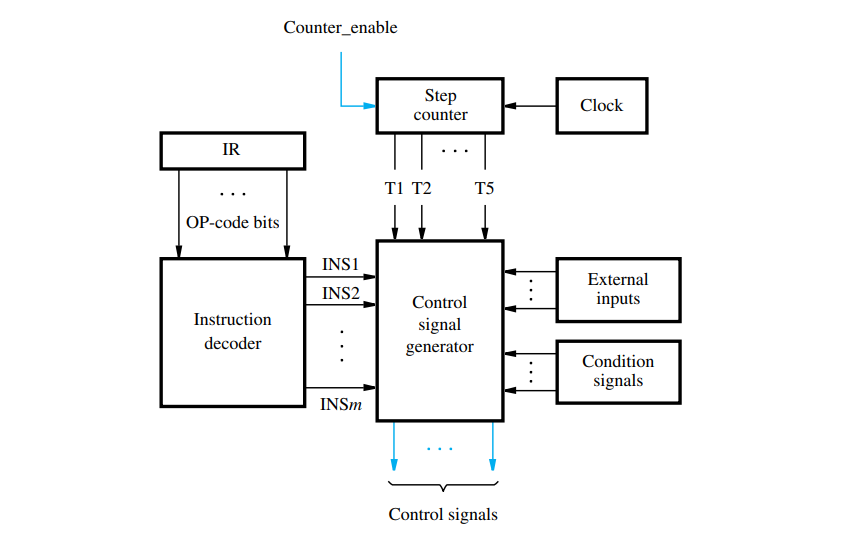 Counter_enable
Step
counter
Clock
IR
. . .
. . .
T1 T2 T5
OP-code bits
INS1
INS2
.
.
.
INSm
Instruction
decoder
Control
signal
generator
External
inputs
.
.
.
Condition
signals
.
.
.
. . .
Control signals